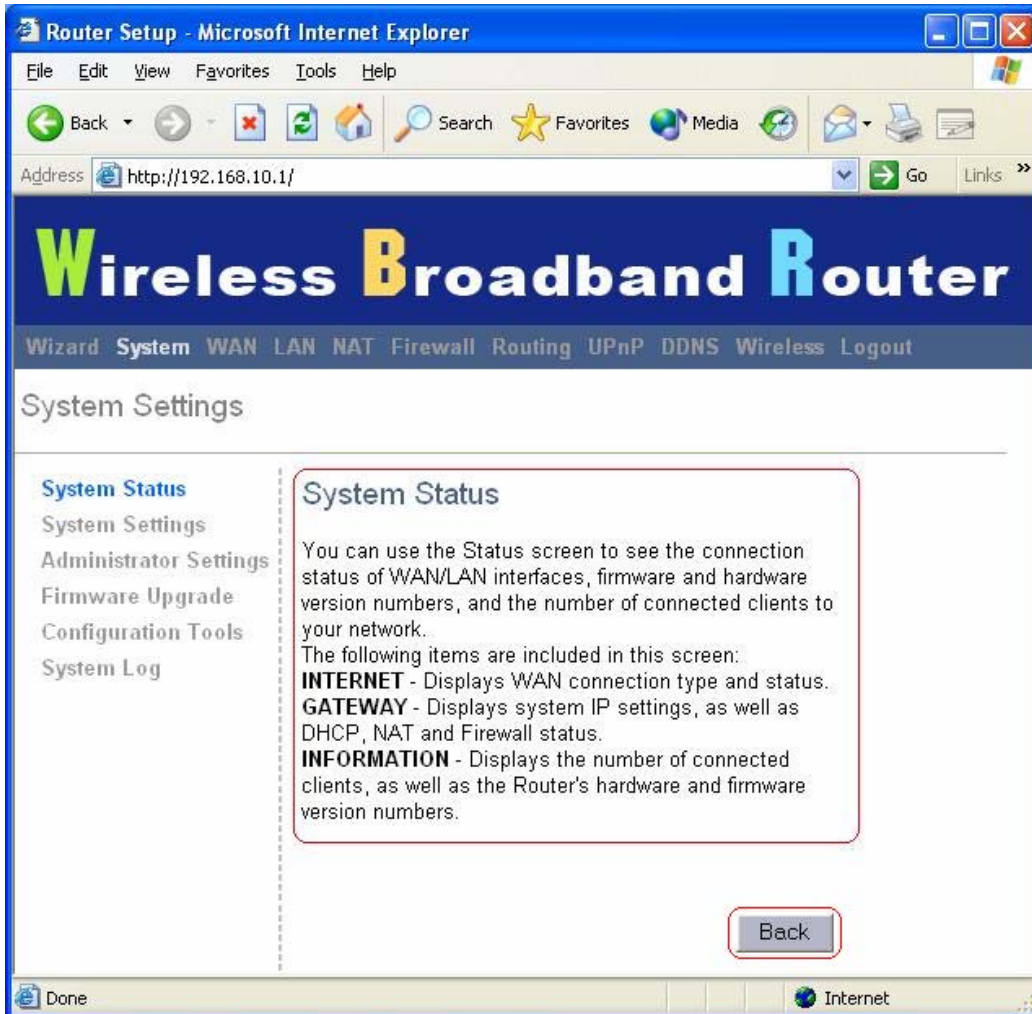 Router Setup - Microsoft Internet Explorer
File Edit View Favorites Tools Help
Back Search Favorites Media
Address http://192.168.10.1/ Go Links »
Wireless Broadband Router
Wizard System WAN LAN NAT Firewall Routing UPnP DDNS Wireless Logout
System Settings
System Status
System Settings
Administrator Settings
Firmware Upgrade
Configuration Tools
System Log
System Status
You can use the Status screen to see the connection
status of WAN/LAN interfaces, firmware and hardware
version numbers, and the number of connected clients to
your network.
The following items are included in this screen:
INTERNET - Displays WAN connection type and status.
GATEWAY - Displays system IP settings, as well as
DHCP, NAT and Firewall status.
INFORMATION - Displays the number of connected
clients, as well as the Router's hardware and firmware
version numbers.
Back
Done Internet